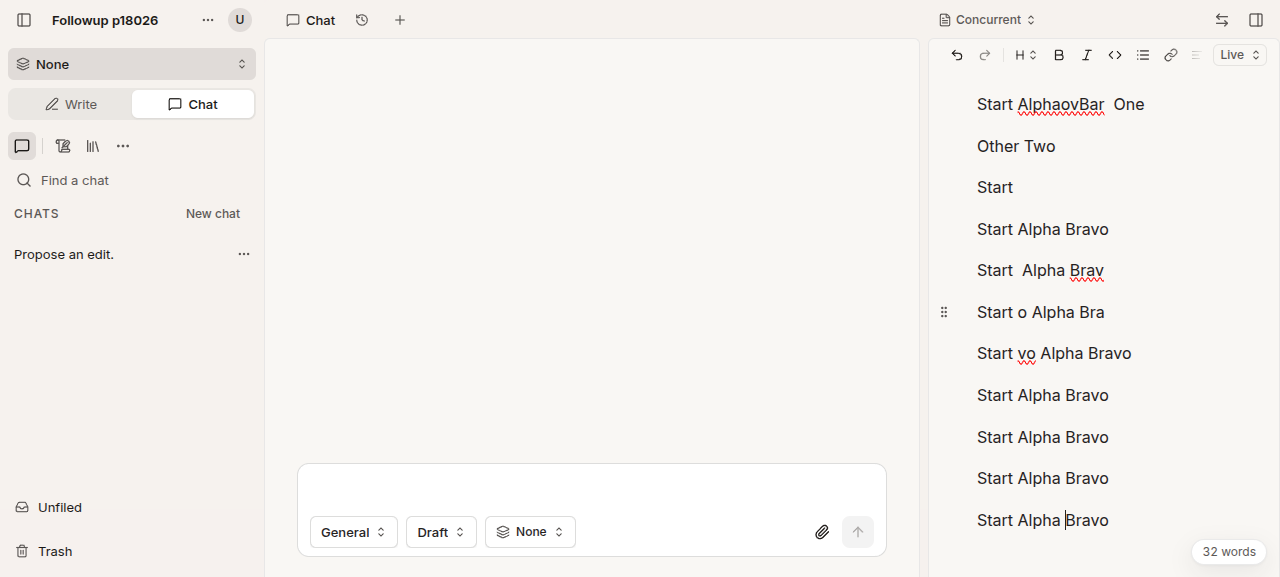 Followup p18026
U
Chat
Concurrent
None
Write
Chat
H
B
I
Live
Find a chat
CHATS
New chat
Propose an edit.
Start AlphaovBar  One
Other Two
Start
Start Alpha Bravo
Start  Alpha Brav
Start o Alpha Bra
Start vo Alpha Bravo
Start Alpha Bravo
Start Alpha Bravo
Start Alpha Bravo
Start Alpha Bravo
General
Draft
None
Unfiled
Trash
32 words